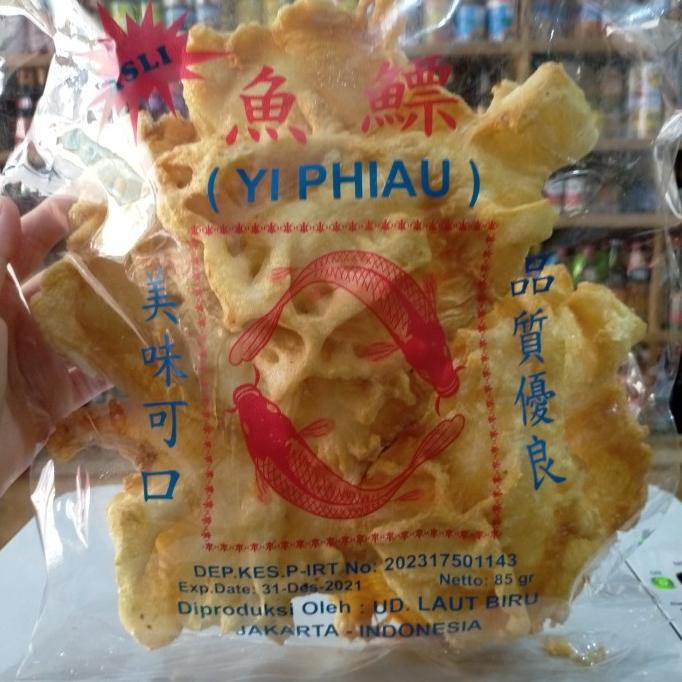 ASLI
魚鰾
( YI PHIAU )
美味可口
品質優良
DEP.KES.P-IRT No: 202317501143
Exp.Date: 31-Des-2021
Netto: 85 gr
Diproduksi Oleh : UD. LAUT BIRU
JAKARTA - INDONESIA